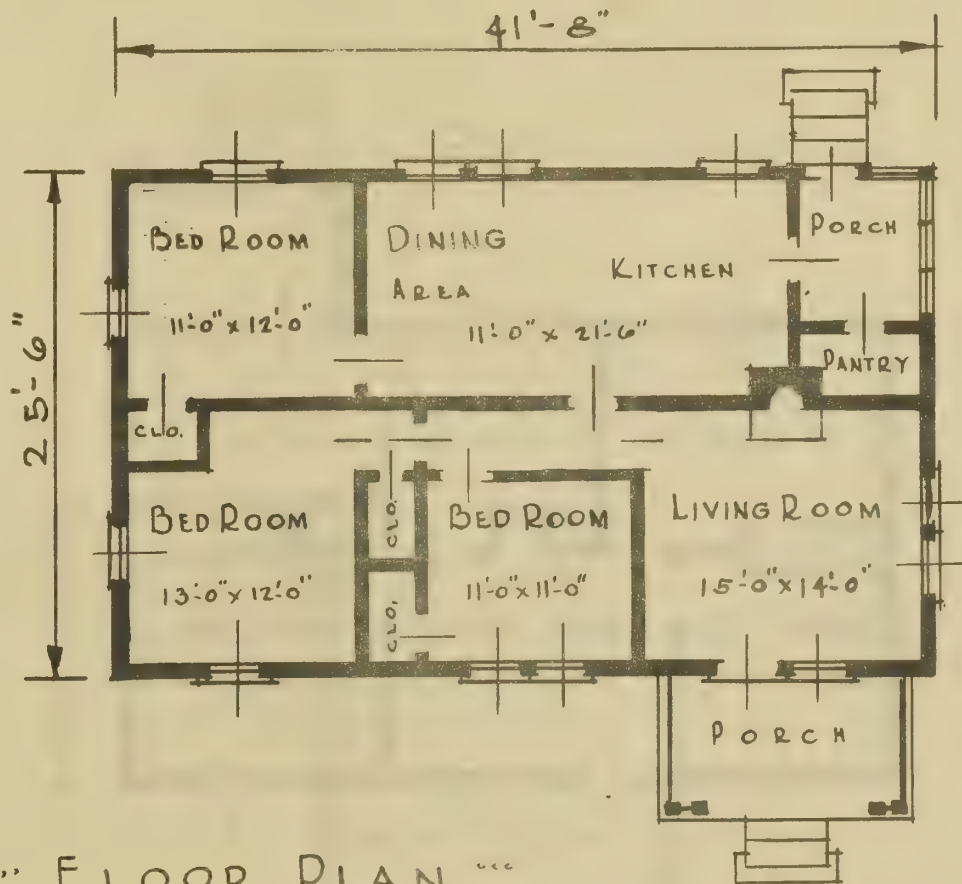 41'-8"
25'-6"
BED ROOM
11'-0" x 12'-0"
DINING
AREA
KITCHEN
11'-0" x 21'-6"
PORCH
PANTRY
CLO.
BED ROOM
13'-0" x 12'-0"
CLO.
CLO.
BED ROOM
11'-0" x 11'-0"
LIVING ROOM
15'-0" x 14'-0"
PORCH
" FLOOR PLAN "